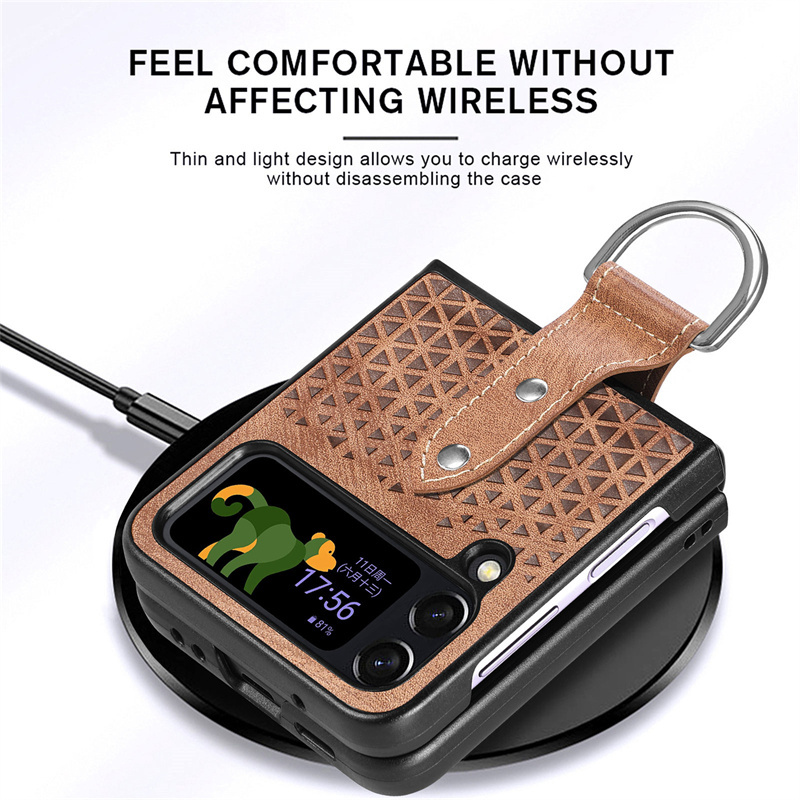 FEEL COMFORTABLE WITHOUT
AFFECTING WIRELESS
Thin and light design allows you to charge wirelessly
without disassembling the case
11日周一
(六月十三)
17:56
81%